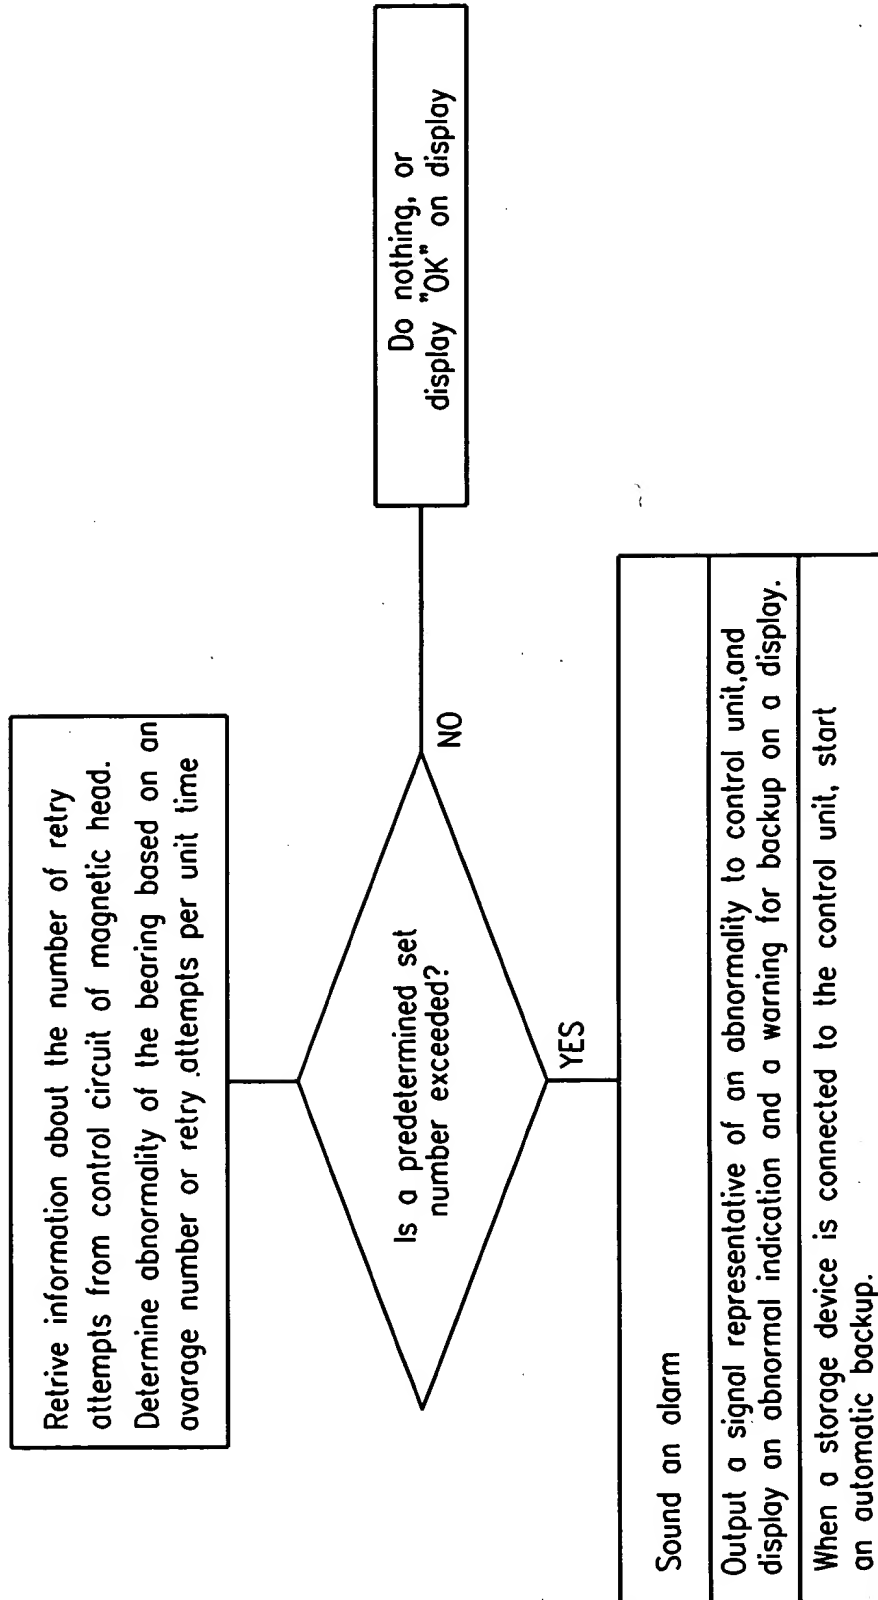 Retrive information about the number of retry
attempts from control circuit of magnetic head.
Determine abnormality of the bearing based on an
avarage number or retry attempts per unit time
Is a predetermined set
number exceeded?
NO
Do nothing, or
display "OK" on display
YES
Sound an alarm
Output a signal representative of an abnormality to control unit,and
display an abnormal indication and a warning for backup on a display.
When a storage device is connected to the control unit, start
an automatic backup.